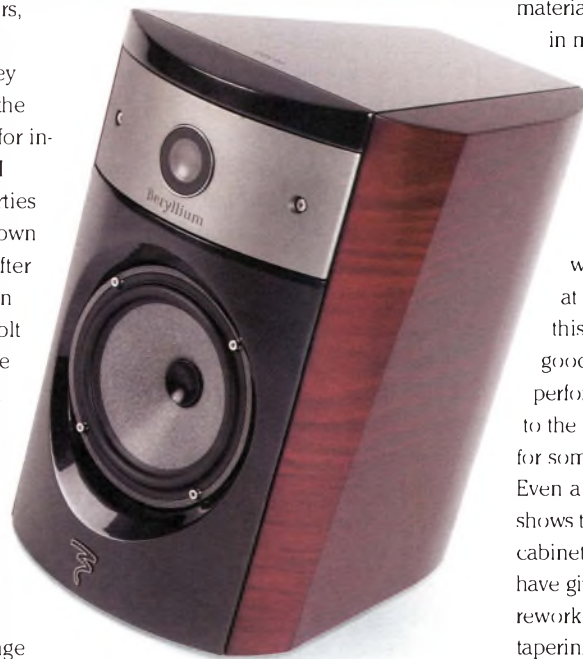 rs,
ey
the
for in-
rties
own
fter
n
olt
e
nge
Beryllium
materia
in m
w
at
this
good
perfo
to the
for som
Even a
shows t
cabinet
have gi
rework
taperin